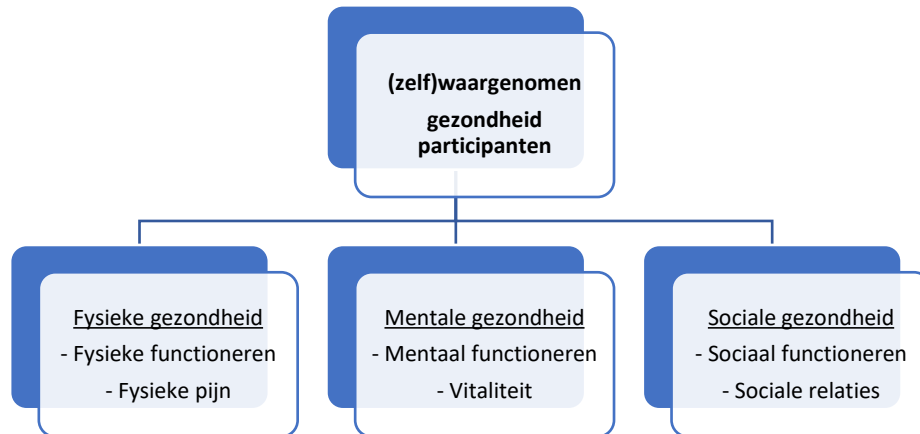 (zelf)waargenomen
gezondheid
participanten
Fysieke gezondheid
- Fysieke functioneren
- Fysieke pijn
Mentale gezondheid
- Mentaal functioneren
- Vitaliteit
Sociale gezondheid
- Sociaal functioneren
- Sociale relaties